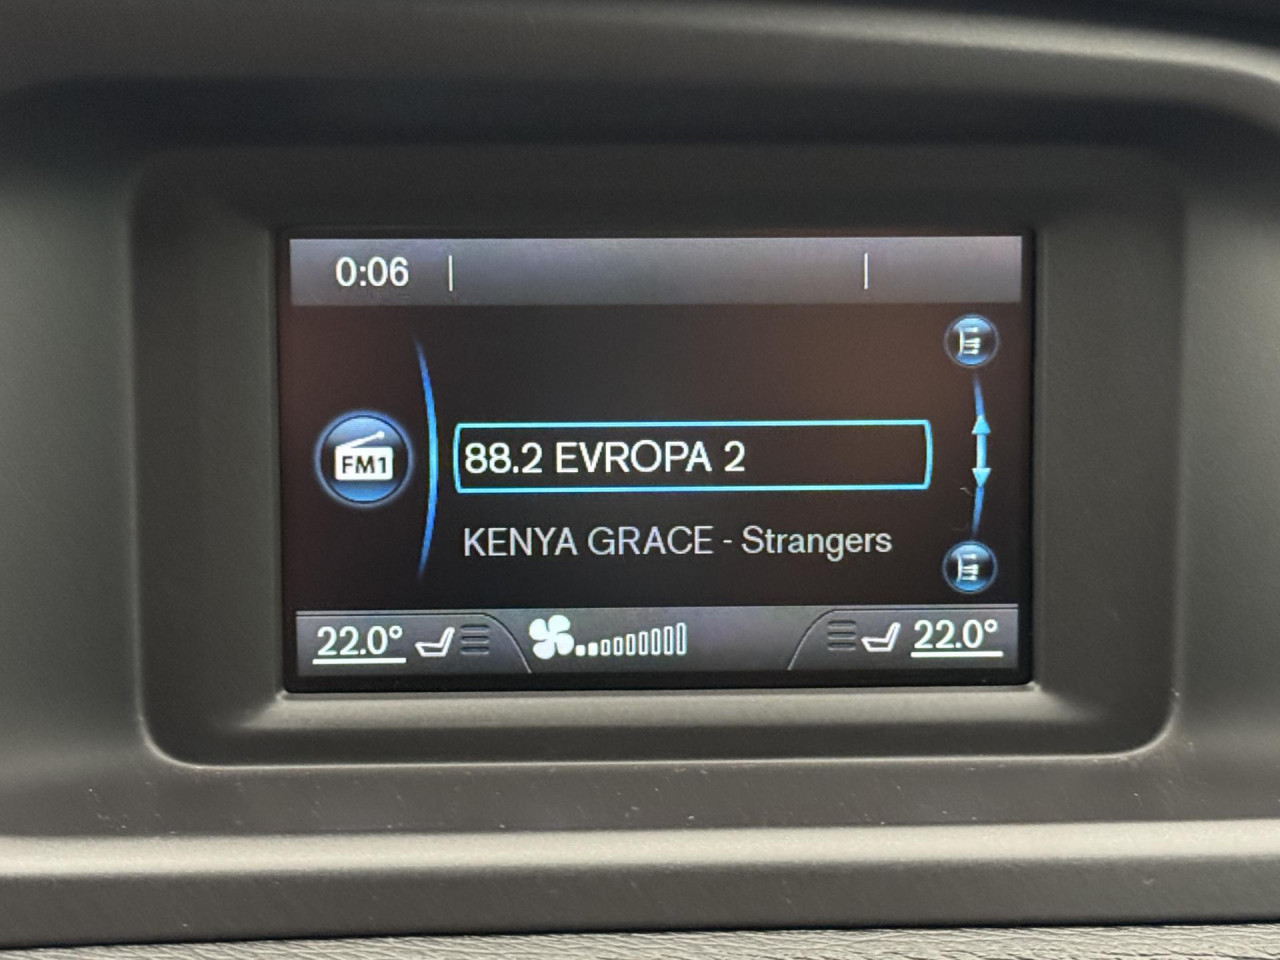 0:06
FM1
88.2 EVROPA 2
KENYA GRACE - Strangers
22.0° 22.0°